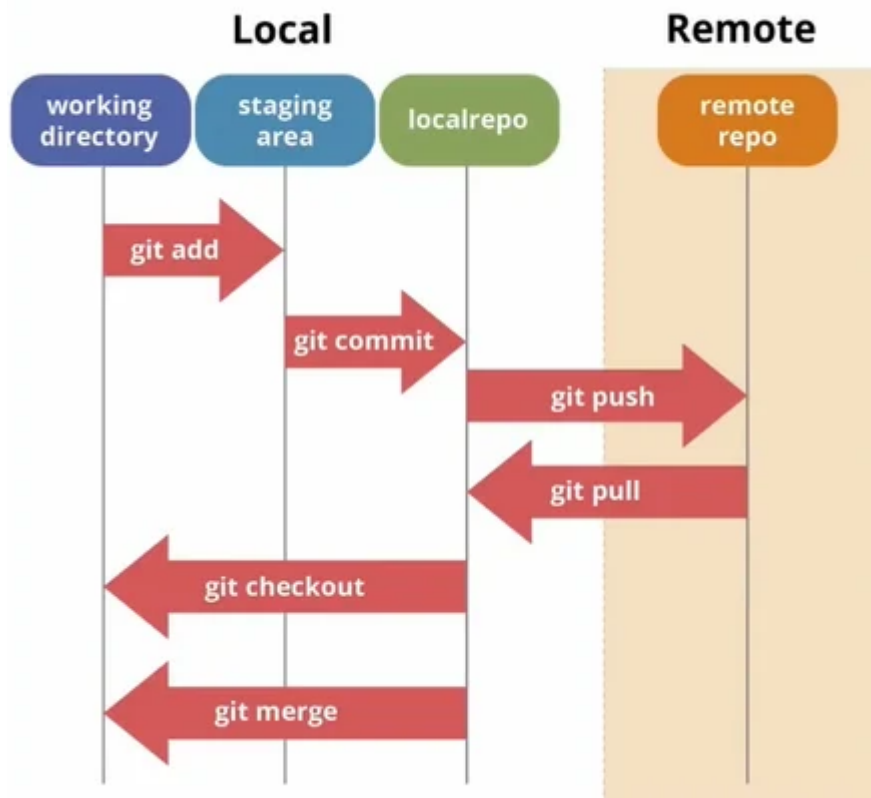 Local
Remote
working
directory
staging
area
localrepo
remote
repo
git add
git commit
git push
git pull
git checkout
git merge